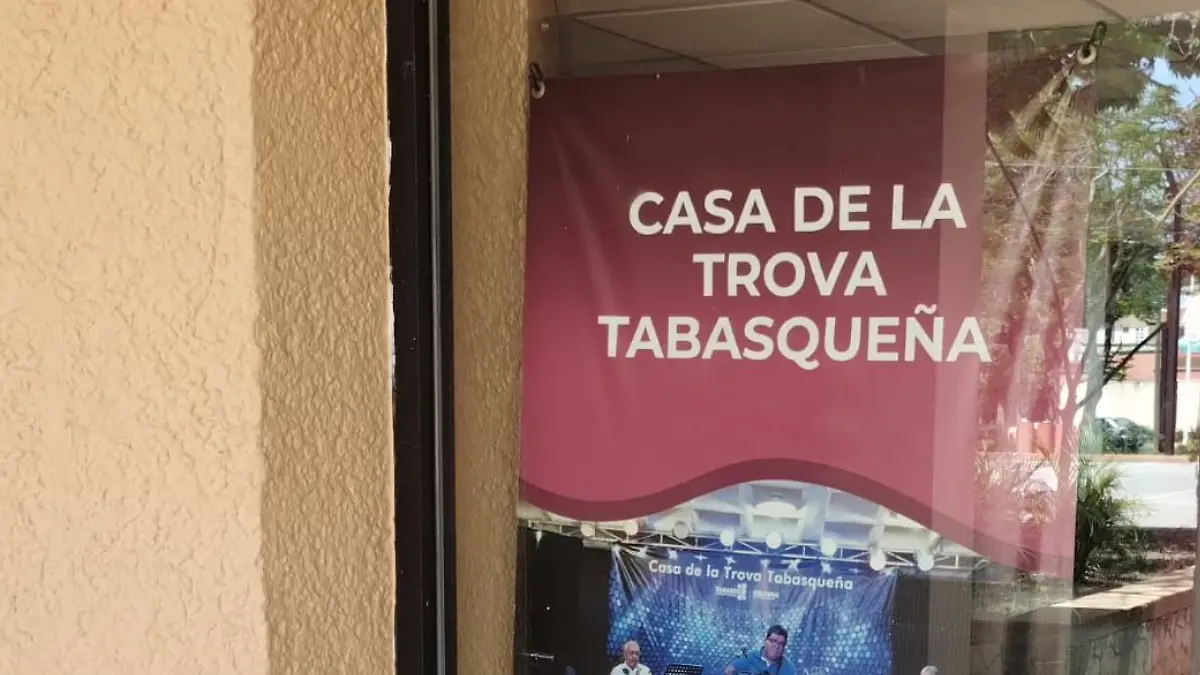 CASA DE LA
TROVA
TABASQUEÑA
Casa de la Trova Tabasqueña